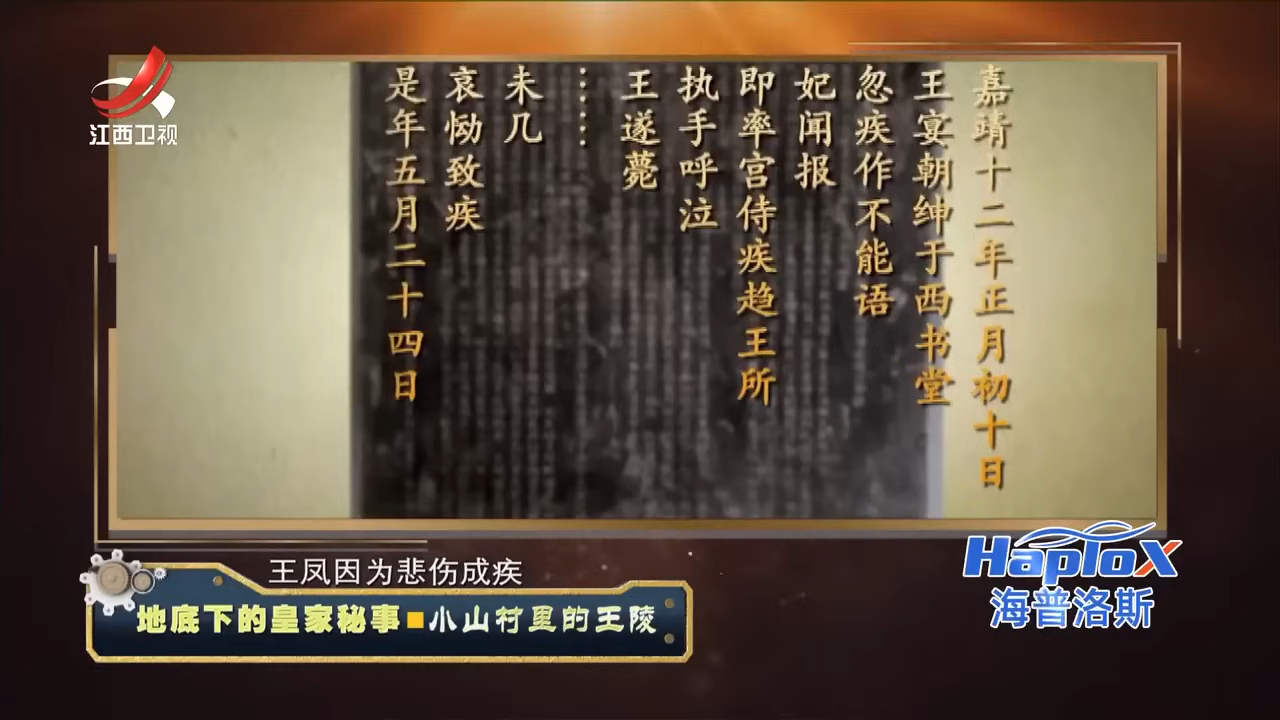 江西卫视
嘉靖十二年正月初十日
王宴朝绅于西书堂
忽疾作不能语
妃闻报
即率宫侍疾趋王所
执手呼泣
王遂薨
……
未几
哀恸致疾
是年五月二十四日
王凤因为悲伤成疾
地底下的皇家秘事■小山村里的王陵
HaploX
海普洛斯